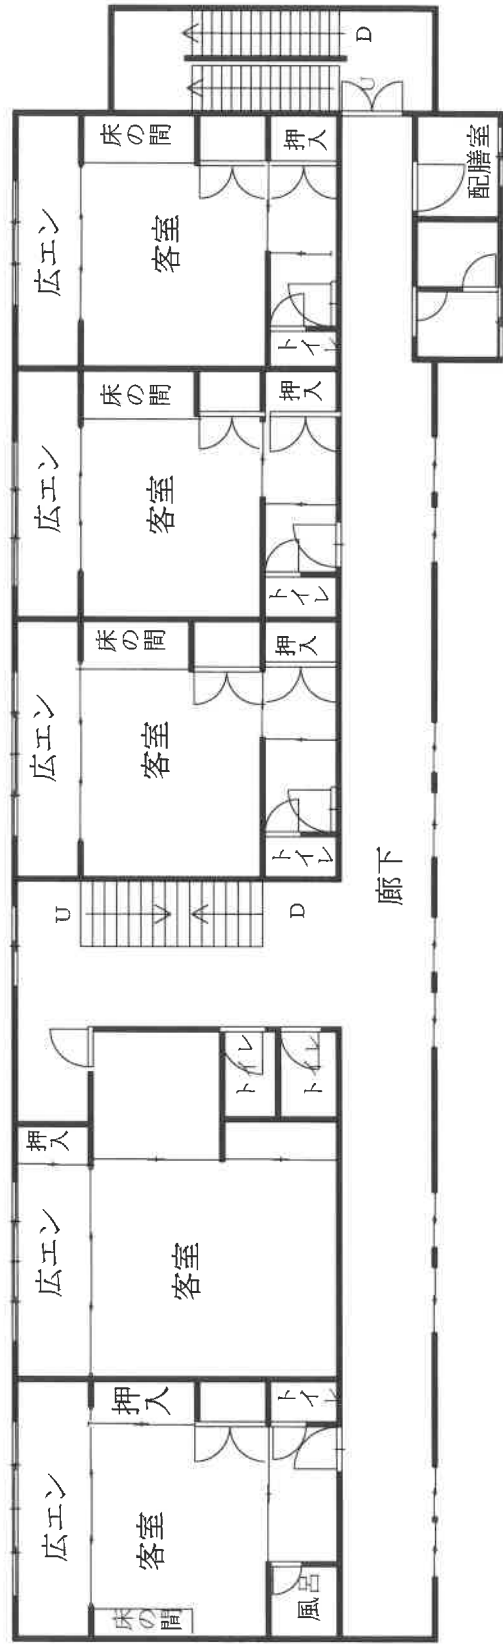 広エン
床の間
客室
押入
風呂
トイレ
広エン
押入
客室
トイレ
トイレ
U
D
広エン
客室
床の間
トイレ
押入
広エン
客室
床の間
トイレ
押入
広エン
客室
床の間
トイレ
押入
U
D
廊下
配膳室